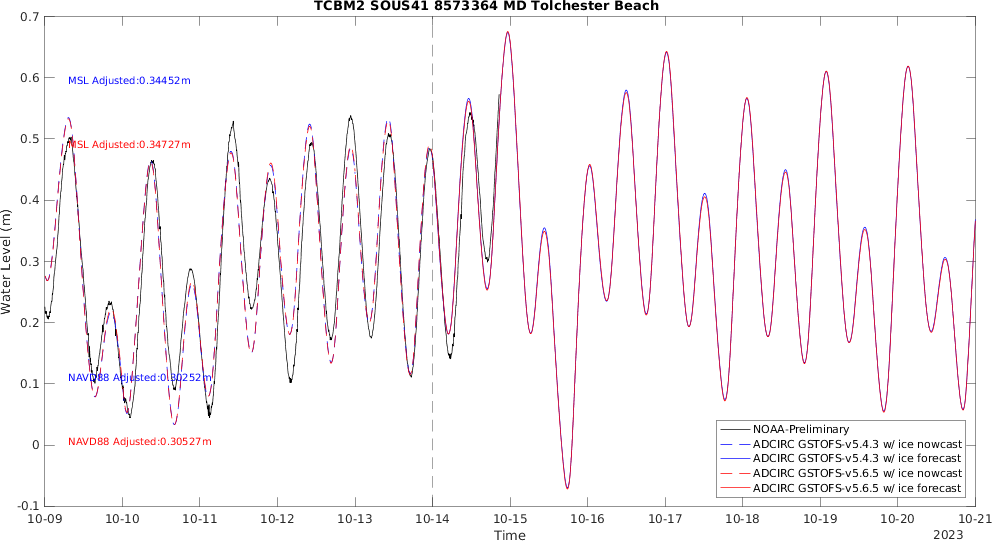 TCBM2 SOUS41 8573364 MD Tolchester Beach
0.7
0.6
0.5
0.4
0.3
0.2
0.1
0
-0.1
Water Level (m)
MSL Adjusted:0.34452m
MSL Adjusted:0.34727m
NAVD88 Adjusted:0.30252m
NAVD88 Adjusted:0.30527m
NOAA-Preliminary
ADCIRC GSTOFS-v5.4.3 w/ ice nowcast
ADCIRC GSTOFS-v5.4.3 w/ ice forecast
ADCIRC GSTOFS-v5.6.5 w/ ice nowcast
ADCIRC GSTOFS-v5.6.5 w/ ice forecast
10-09 10-10 10-11 10-12 10-13 10-14 10-15 10-16 10-17 10-18 10-19 10-20 10-21
Time
2023